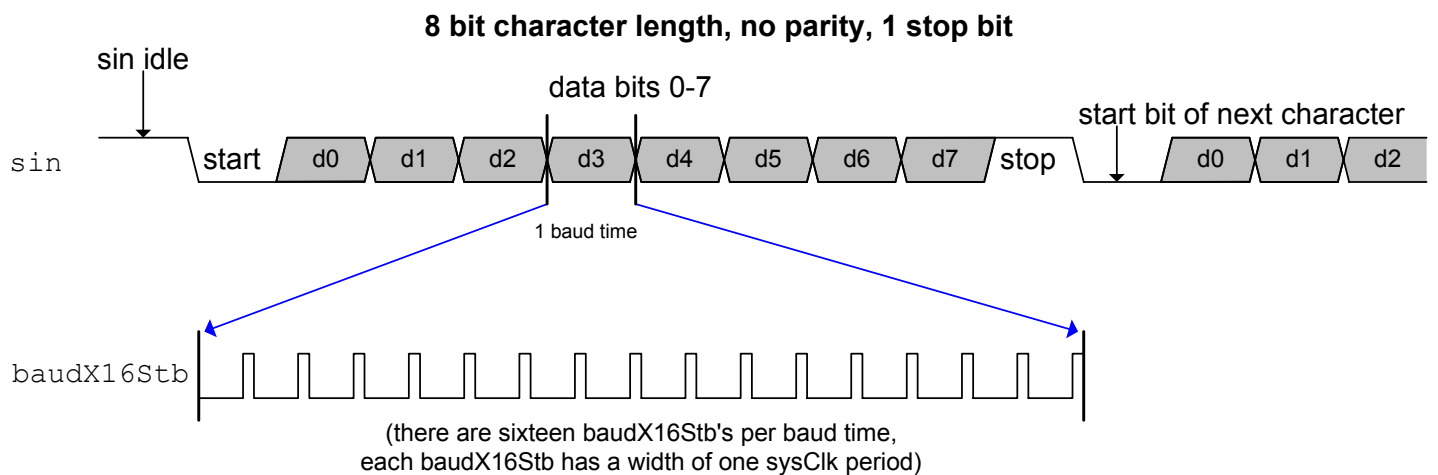 8 bit character length, no parity, 1 stop bit
sin idle
data bits 0-7
start bit of next character
sin
start d0 d1 d2 d3 d4 d5 d6 d7 stop d0 d1 d2
1 baud time
baudX16Stb
(there are sixteen baudX16Stb's per baud time,
each baudX16Stb has a width of one sysClk period)